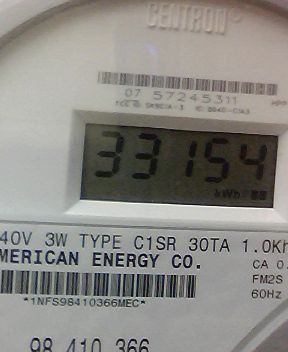 CENTRON®
07 57245311
33154
kWh
40V 3W TYPE C1SR 30TA 1.0Kh
MERICAN ENERGY CO.
CA 0.
FM2S
*1NFS98410366MEC*
60Hz
98 410 366